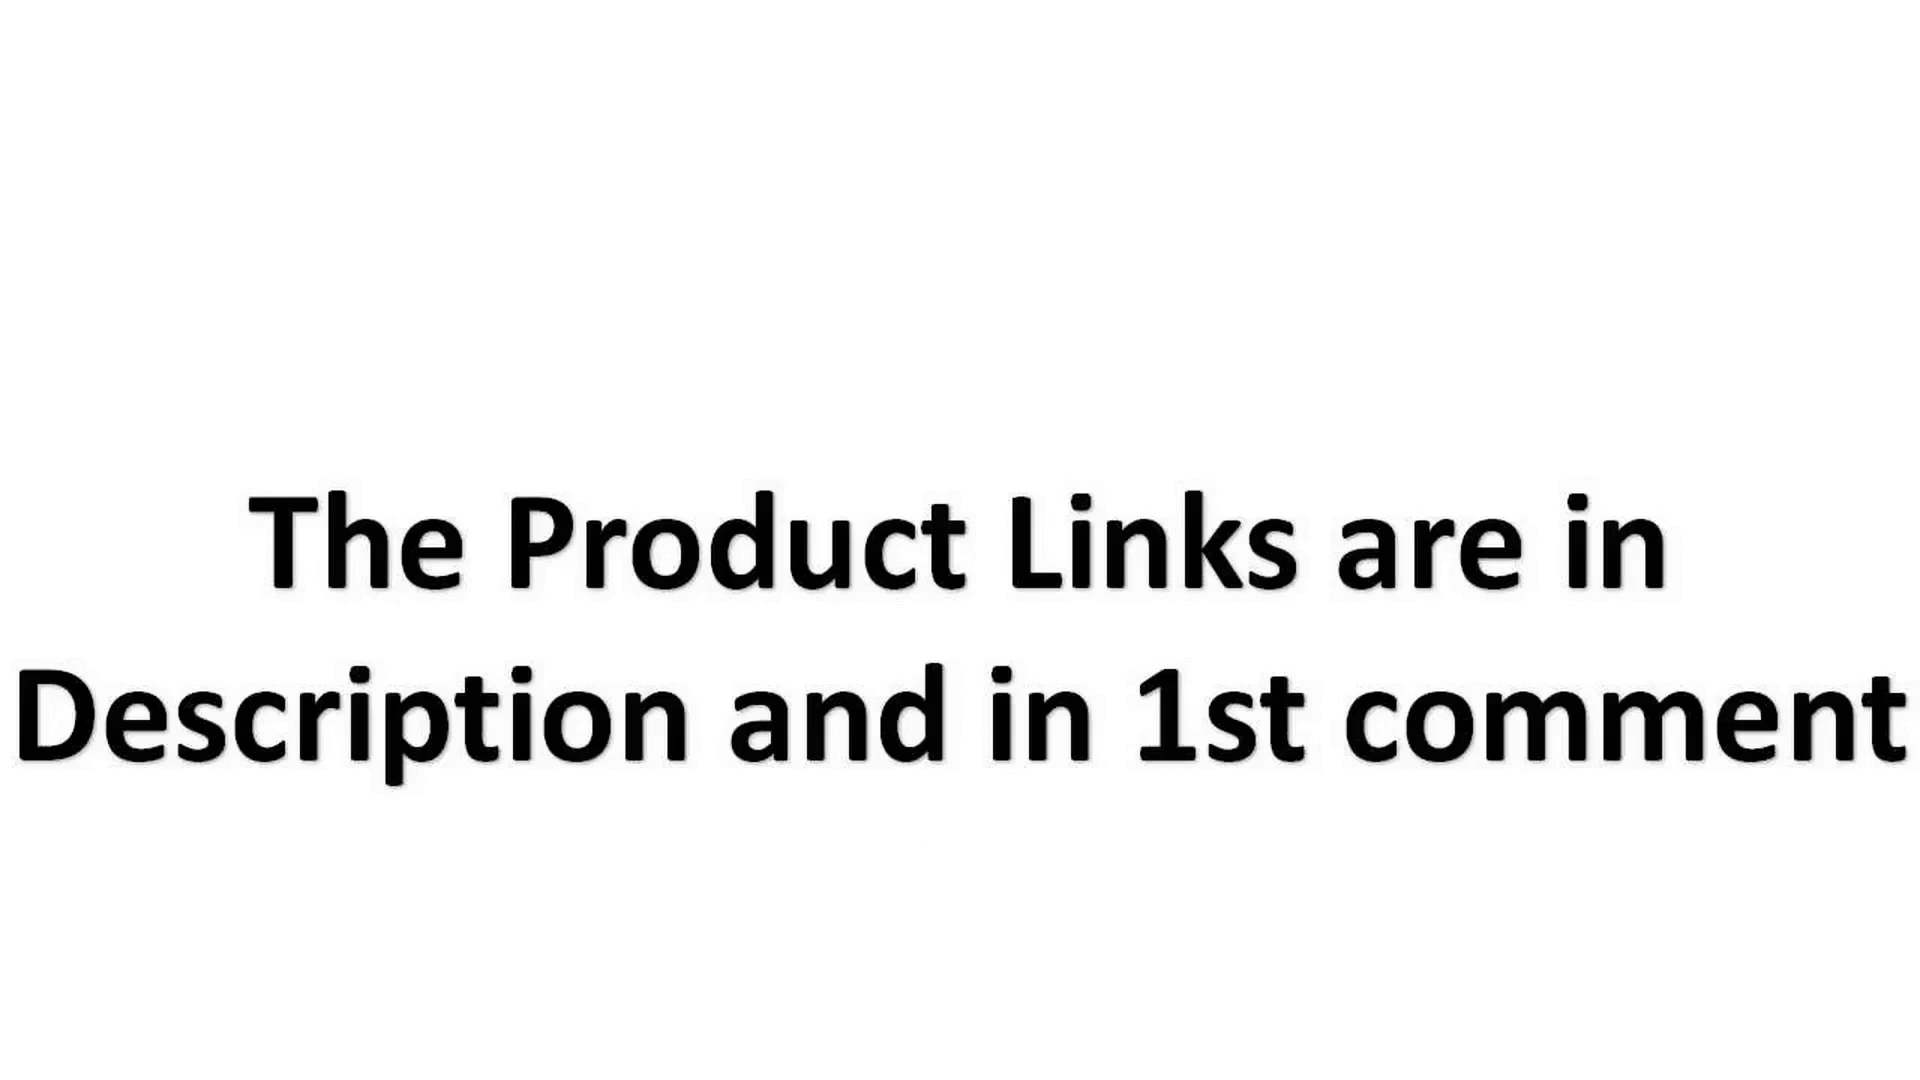 The Product Links are in
Description and in 1st comment